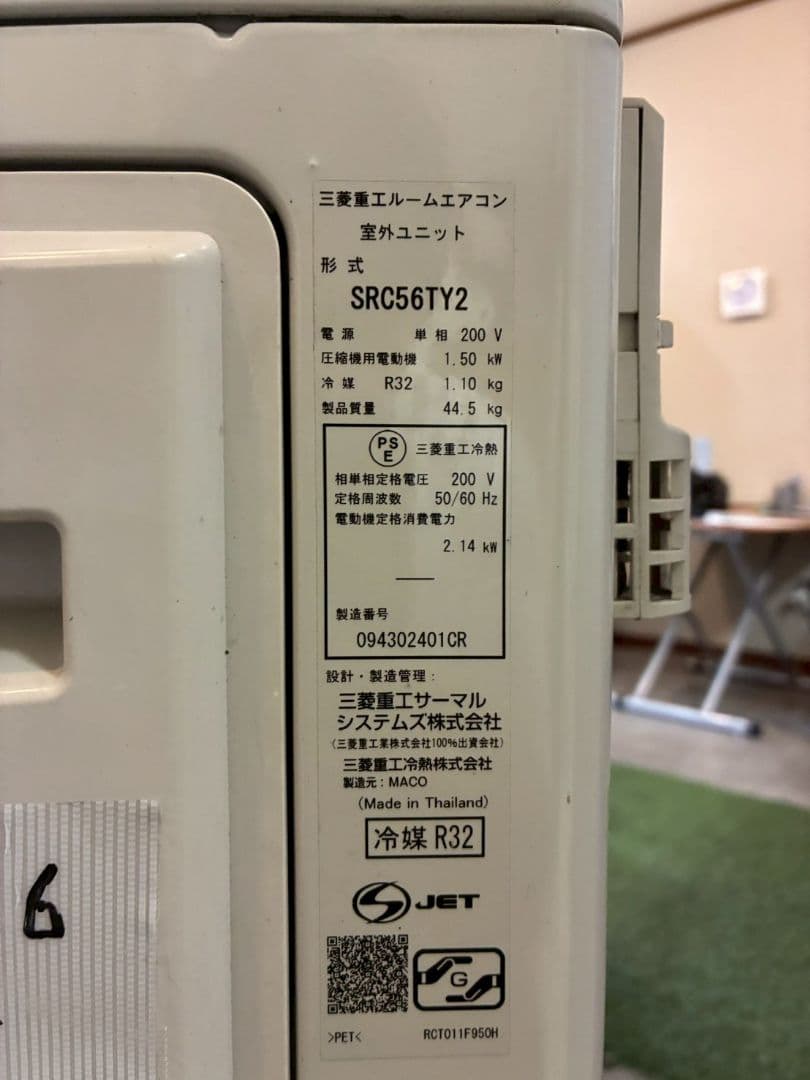 三菱重工ルームエアコン
室外ユニット
形 式
SRC56TY2
電 源 単 相 200 V
圧縮機用電動機 1.50 kW
冷 媒 R32 1.10 kg
製品質量 44.5 kg
PS
E
三菱重工冷熱
相単相定格電圧 200 V
定格周波数 50/60 Hz
電動機定格消費電力
2.14 kW
製造番号
094302401CR
設計・製造管理:
三菱重工サーマル
システムズ株式会社
(三菱重工業株式会社100%出資会社)
三菱重工冷熱株式会社
製造元:MACO
(Made in Thailand)
冷媒 R32
S JET
G
>PET<
RCT011F950H
6